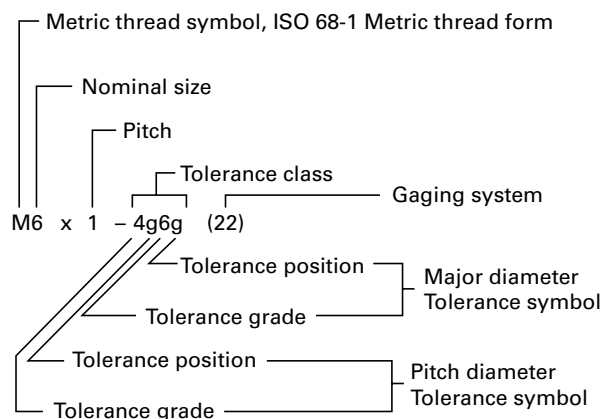 Metric thread symbol, ISO 68-1 Metric thread form
Nominal size
Pitch
Tolerance class
Gaging system
M6 x 1 – 4g6g (22)
Tolerance position
Major diameter
Tolerance symbol
Tolerance grade
Tolerance position
Pitch diameter
Tolerance symbol
Tolerance grade